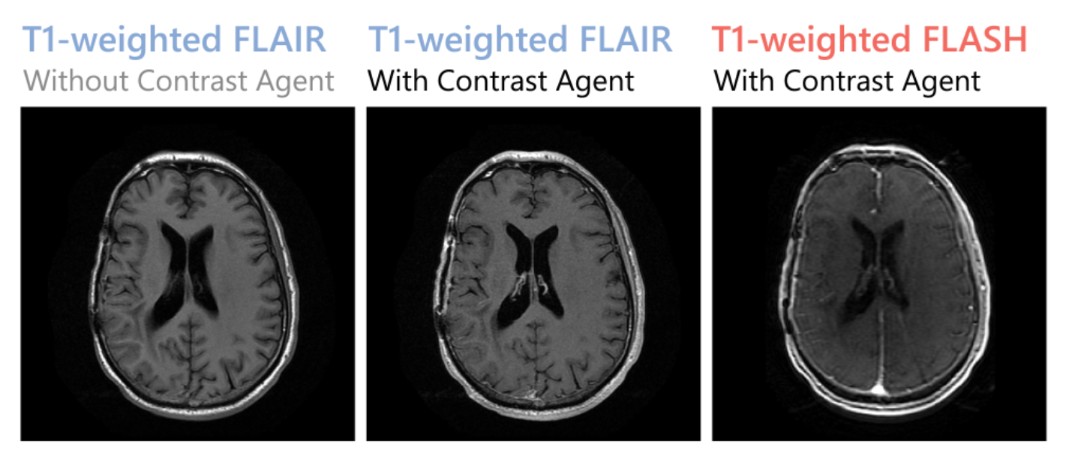 T1-weighted FLAIR
Without Contrast Agent
T1-weighted FLAIR
With Contrast Agent
T1-weighted FLASH
With Contrast Agent